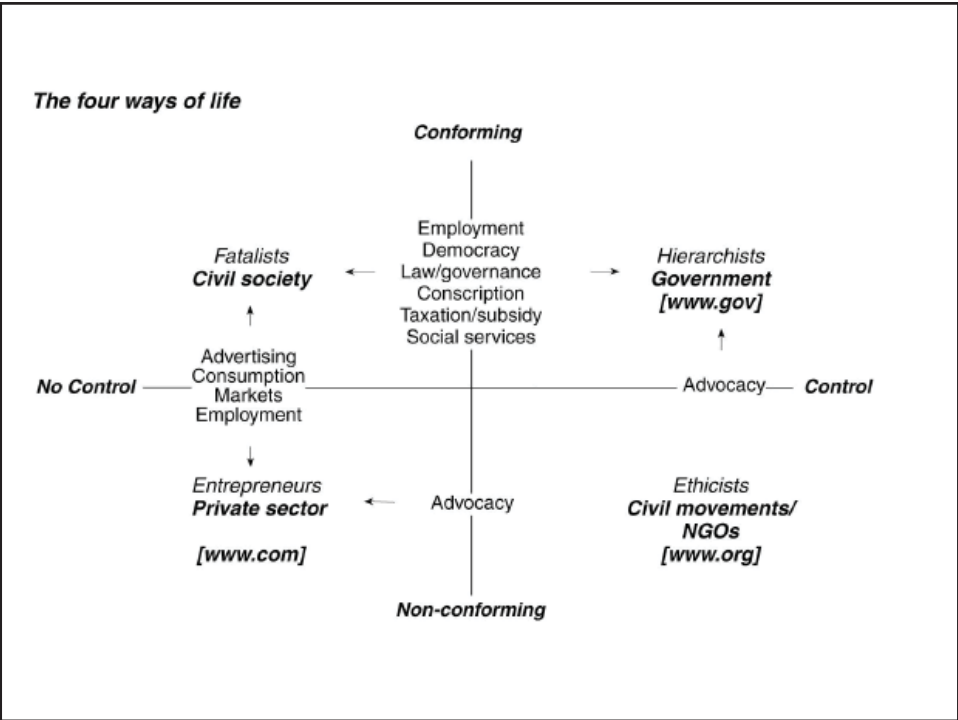 The four ways of life
Conforming
Employment
Democracy
Law/governance
Conscription
Taxation/subsidy
Social services
Fatalists
Civil society
Hierarchists
Government
[www.gov]
Advertising
Consumption
Markets
Employment
No Control
Advocacy
Control
Entrepreneurs
Private sector
[www.com]
Advocacy
Ethicists
Civil movements/
NGOs
[www.org]
Non-conforming